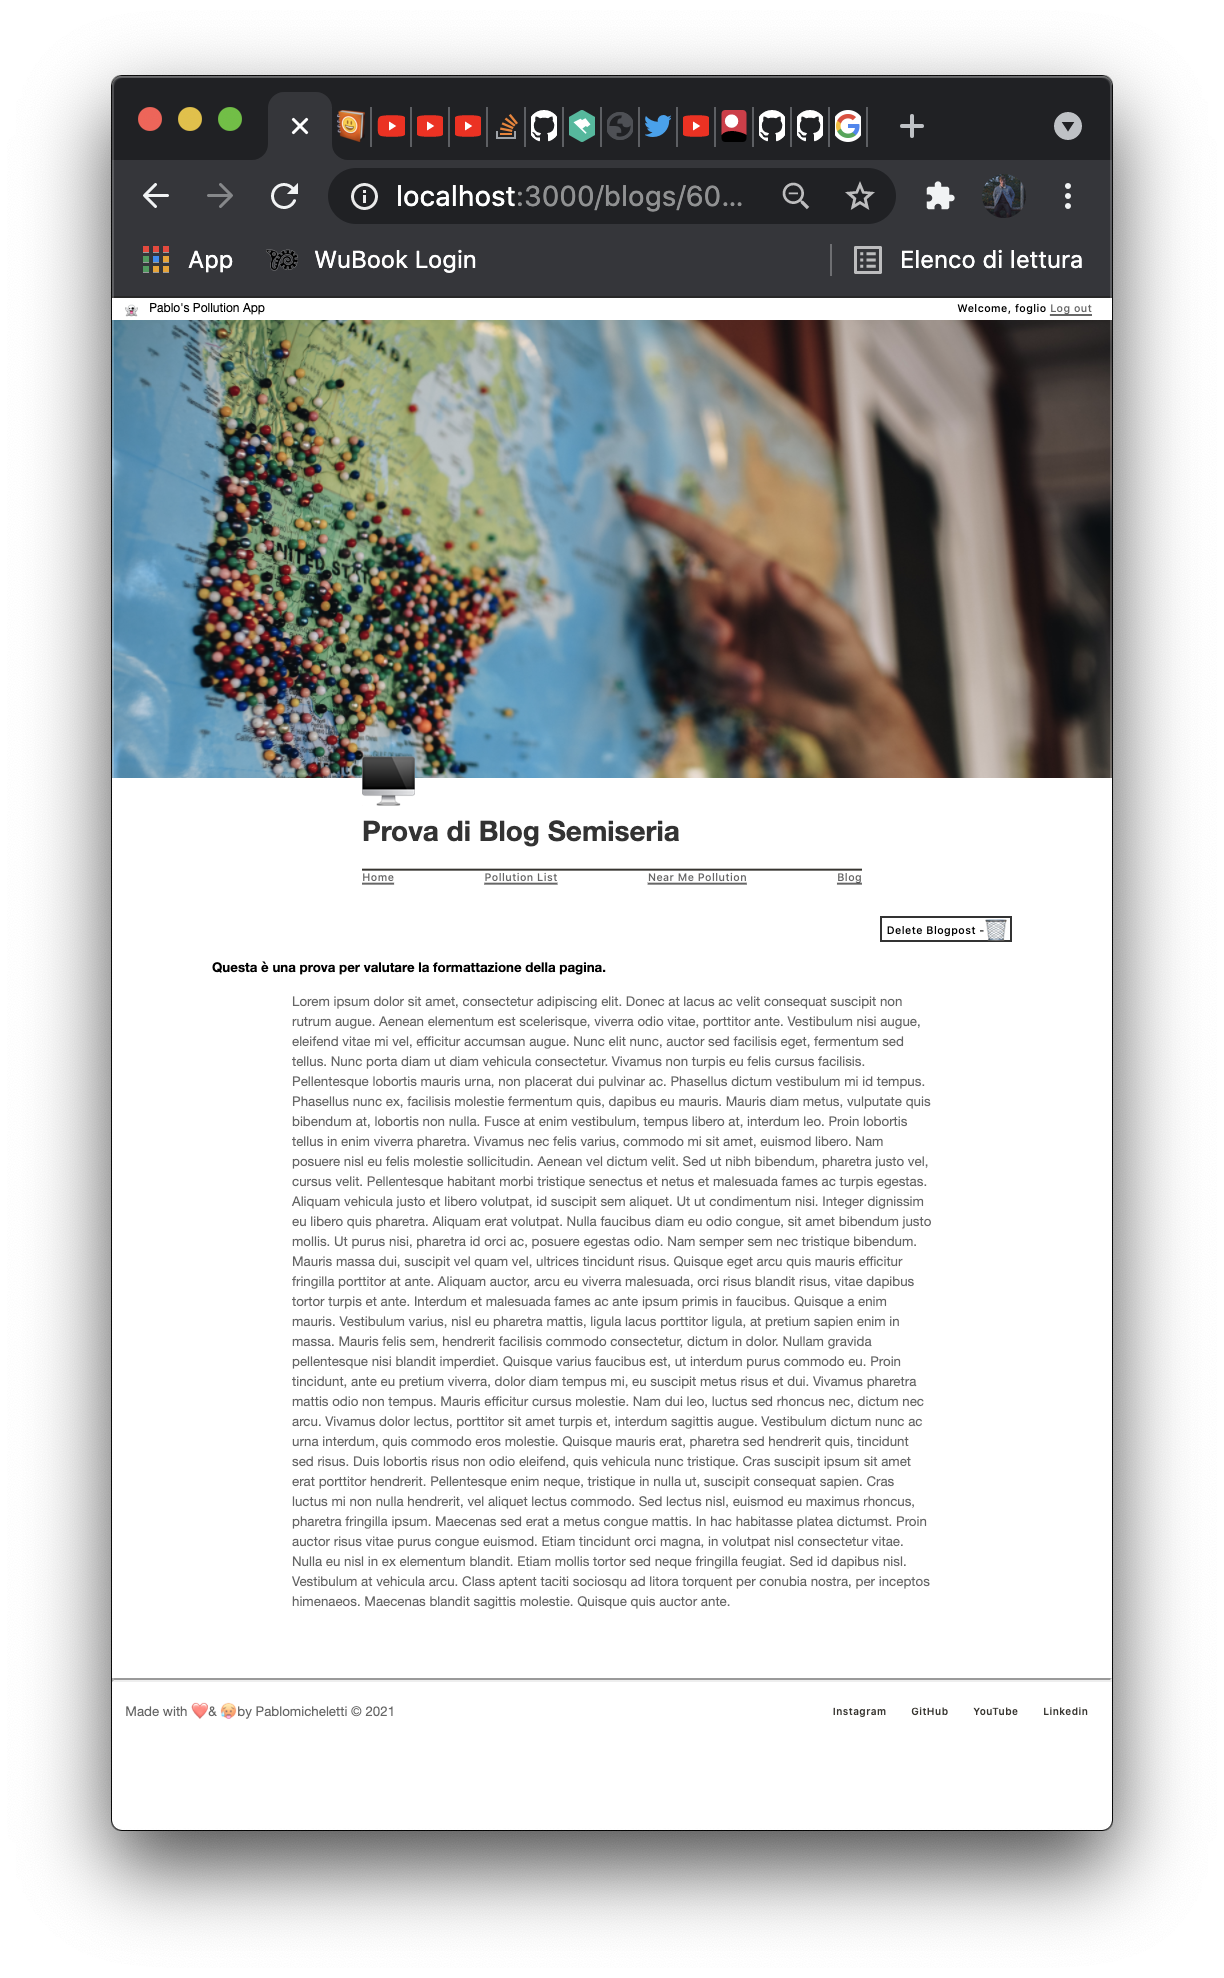 localhost:3000/blogs/60...
App
WuBook Login
Elenco di lettura
Pablo's Pollution App
Welcome, foglio Log out
CANADA
UNITED STA
Prova di Blog Semiseria
Home
Pollution List
Near Me Pollution
Blog
Delete Blogpost -
Questa è una prova per valutare la formattazione della pagina.
Lorem ipsum dolor sit amet, consectetur adipiscing elit. Donec at lacus ac velit consequat suscipit non
rutrum augue. Aenean elementum est scelerisque, viverra odio vitae, porttitor ante. Vestibulum nisi augue,
eleifend vitae mi vel, efficitur accumsan augue. Nunc elit nunc, auctor sed facilisis eget, fermentum sed
tellus. Nunc porta diam ut diam vehicula consectetur. Vivamus non turpis eu felis cursus facilisis.
Pellentesque lobortis mauris urna, non placerat dui pulvinar ac. Phasellus dictum vestibulum mi id tempus.
Phasellus nunc ex, facilisis molestie fermentum quis, dapibus eu mauris. Mauris diam metus, vulputate quis
bibendum at, lobortis non nulla. Fusce at enim vestibulum, tempus libero at, interdum leo. Proin lobortis
tellus in enim viverra pharetra. Vivamus nec felis varius, commodo mi sit amet, euismod libero. Nam
posuere nisl eu felis molestie sollicitudin. Aenean vel dictum velit. Sed ut nibh bibendum, pharetra justo vel,
cursus velit. Pellentesque habitant morbi tristique senectus et netus et malesuada fames ac turpis egestas.
Aliquam vehicula justo et libero volutpat, id suscipit sem aliquet. Ut ut condimentum nisi. Integer dignissim
eu libero quis pharetra. Aliquam erat volutpat. Nulla faucibus diam eu odio congue, sit amet bibendum justo
mollis. Ut purus nisi, pharetra id orci ac, posuere egestas odio. Nam semper sem nec tristique bibendum.
Mauris massa dui, suscipit vel quam vel, ultrices tincidunt risus. Quisque eget arcu quis mauris efficitur
fringilla porttitor at ante. Aliquam auctor, arcu eu viverra malesuada, orci risus blandit risus, vitae dapibus
tortor turpis et ante. Interdum et malesuada fames ac ante ipsum primis in faucibus. Quisque a enim
mauris. Vestibulum varius, nisl eu pharetra mattis, ligula lacus porttitor ligula, at pretium sapien enim in
massa. Mauris felis sem, hendrerit facilisis commodo consectetur, dictum in dolor. Nullam gravida
pellentesque nisi blandit imperdiet. Quisque varius faucibus est, ut interdum purus commodo eu. Proin
tincidunt, ante eu pretium viverra, dolor diam tempus mi, eu suscipit metus risus et dui. Vivamus pharetra
mattis odio non tempus. Mauris efficitur cursus molestie. Nam dui leo, luctus sed rhoncus nec, dictum nec
arcu. Vivamus dolor lectus, porttitor sit amet turpis et, interdum sagittis augue. Vestibulum dictum nunc ac
urna interdum, quis commodo eros molestie. Quisque mauris erat, pharetra sed hendrerit quis, tincidunt
sed risus. Duis lobortis risus non odio eleifend, quis vehicula nunc tristique. Cras suscipit ipsum sit amet
erat porttitor hendrerit. Pellentesque enim neque, tristique in nulla ut, suscipit consequat sapien. Cras
luctus mi non nulla hendrerit, vel aliquet lectus commodo. Sed lectus nisl, euismod eu maximus rhoncus,
pharetra fringilla ipsum. Maecenas sed erat a metus congue mattis. In hac habitasse platea dictumst. Proin
auctor risus vitae purus congue euismod. Etiam tincidunt orci magna, in volutpat nisl consectetur vitae.
Nulla eu nisl in ex elementum blandit. Etiam mollis tortor sed neque fringilla feugiat. Sed id dapibus nisl.
Vestibulum at vehicula arcu. Class aptent taciti sociosqu ad litora torquent per conubia nostra, per inceptos
himenaeos. Maecenas blandit sagittis molestie. Quisque quis auctor ante.
Made with ❤️& 🥵by Pablomicheletti © 2021
Instagram
GitHub
YouTube
Linkedin